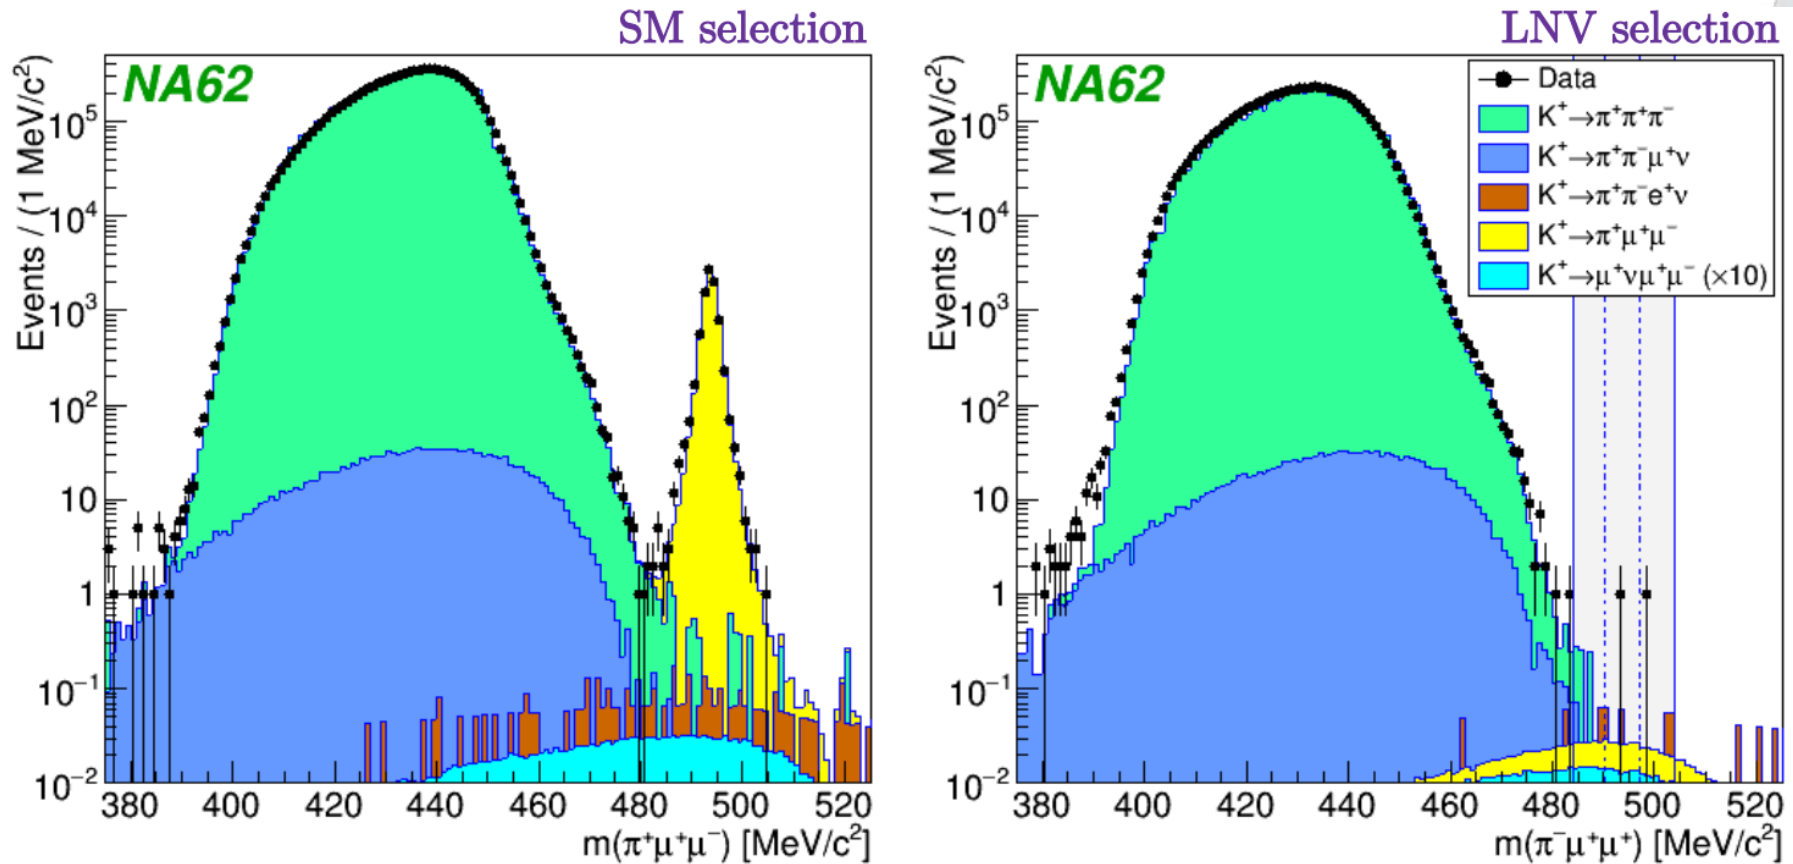 SM selection
NA62
Events / (1 MeV/c²)
10⁵
10⁴
10³
10²
10
1
10⁻¹
10⁻²
380 400 420 440 460 480 500 520
m(π⁺μ⁺μ⁻) [MeV/c²]
LNV selection
NA62
Data
K⁺→π⁺π⁺π⁻
K⁺→π⁺π⁻μ⁺ν
K⁺→π⁺π⁻e⁺ν
K⁺→π⁺μ⁺μ⁻
K⁺→μ⁺νμ⁺μ⁻ (×10)
Events / (1 MeV/c²)
10⁵
10⁴
10³
10²
10
1
10⁻¹
10⁻²
380 400 420 440 460 480 500 520
m(π⁻μ⁺μ⁺) [MeV/c²]